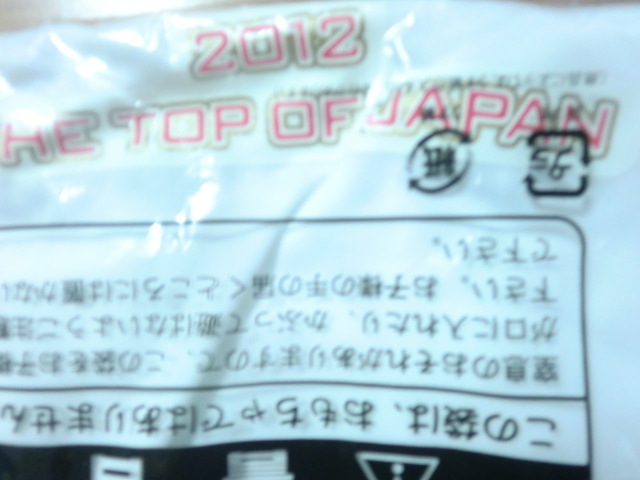 2012
HE TOP OF JAPAN
紙
プラ
この袋は、おもちゃではありません
窒息のおそれがありますので、この袋をお子様
が口に入れたり、かぶって遊ばないようご注意
下さい。お子様の手の届くところには置かない
で下さい。